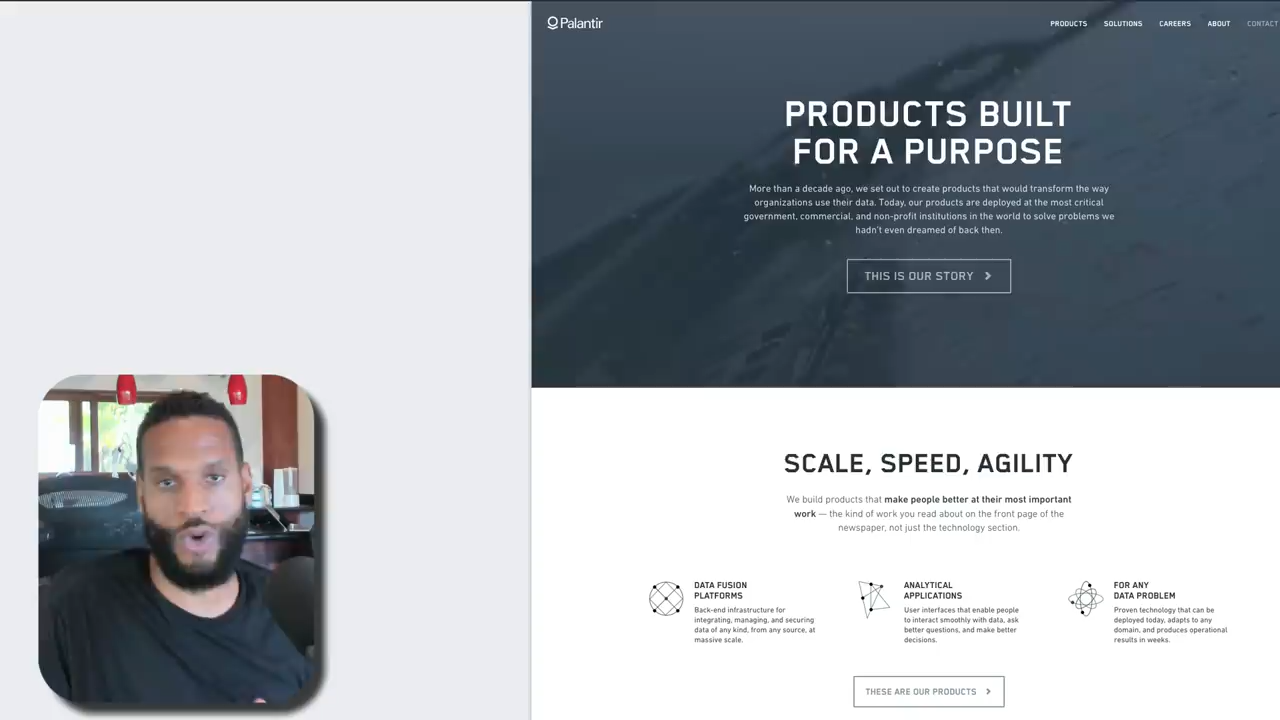 Palantir
PRODUCTS SOLUTIONS CAREERS ABOUT CONTACT
PRODUCTS BUILT
FOR A PURPOSE
More than a decade ago, we set out to create products that would transform the way
organizations use their data. Today, our products are deployed at the most critical
government, commercial, and non-profit institutions in the world to solve problems we
hadn't even dreamed of back then.
THIS IS OUR STORY
SCALE, SPEED, AGILITY
We build products that make people better at their most important
work — the kind of work you read about on the front page of the
newspaper, not just the technology section.
DATA FUSION
PLATFORMS
Back-end infrastructure for
integrating, managing, and securing
data of any kind, from any source, at
massive scale.
ANALYTICAL
APPLICATIONS
User interfaces that enable people
to interact smoothly with data, ask
better questions, and make better
decisions.
FOR ANY
DATA PROBLEM
Proven technology that can be
deployed today, adapts to any
domain, and produces operational
results in weeks.
THESE ARE OUR PRODUCTS